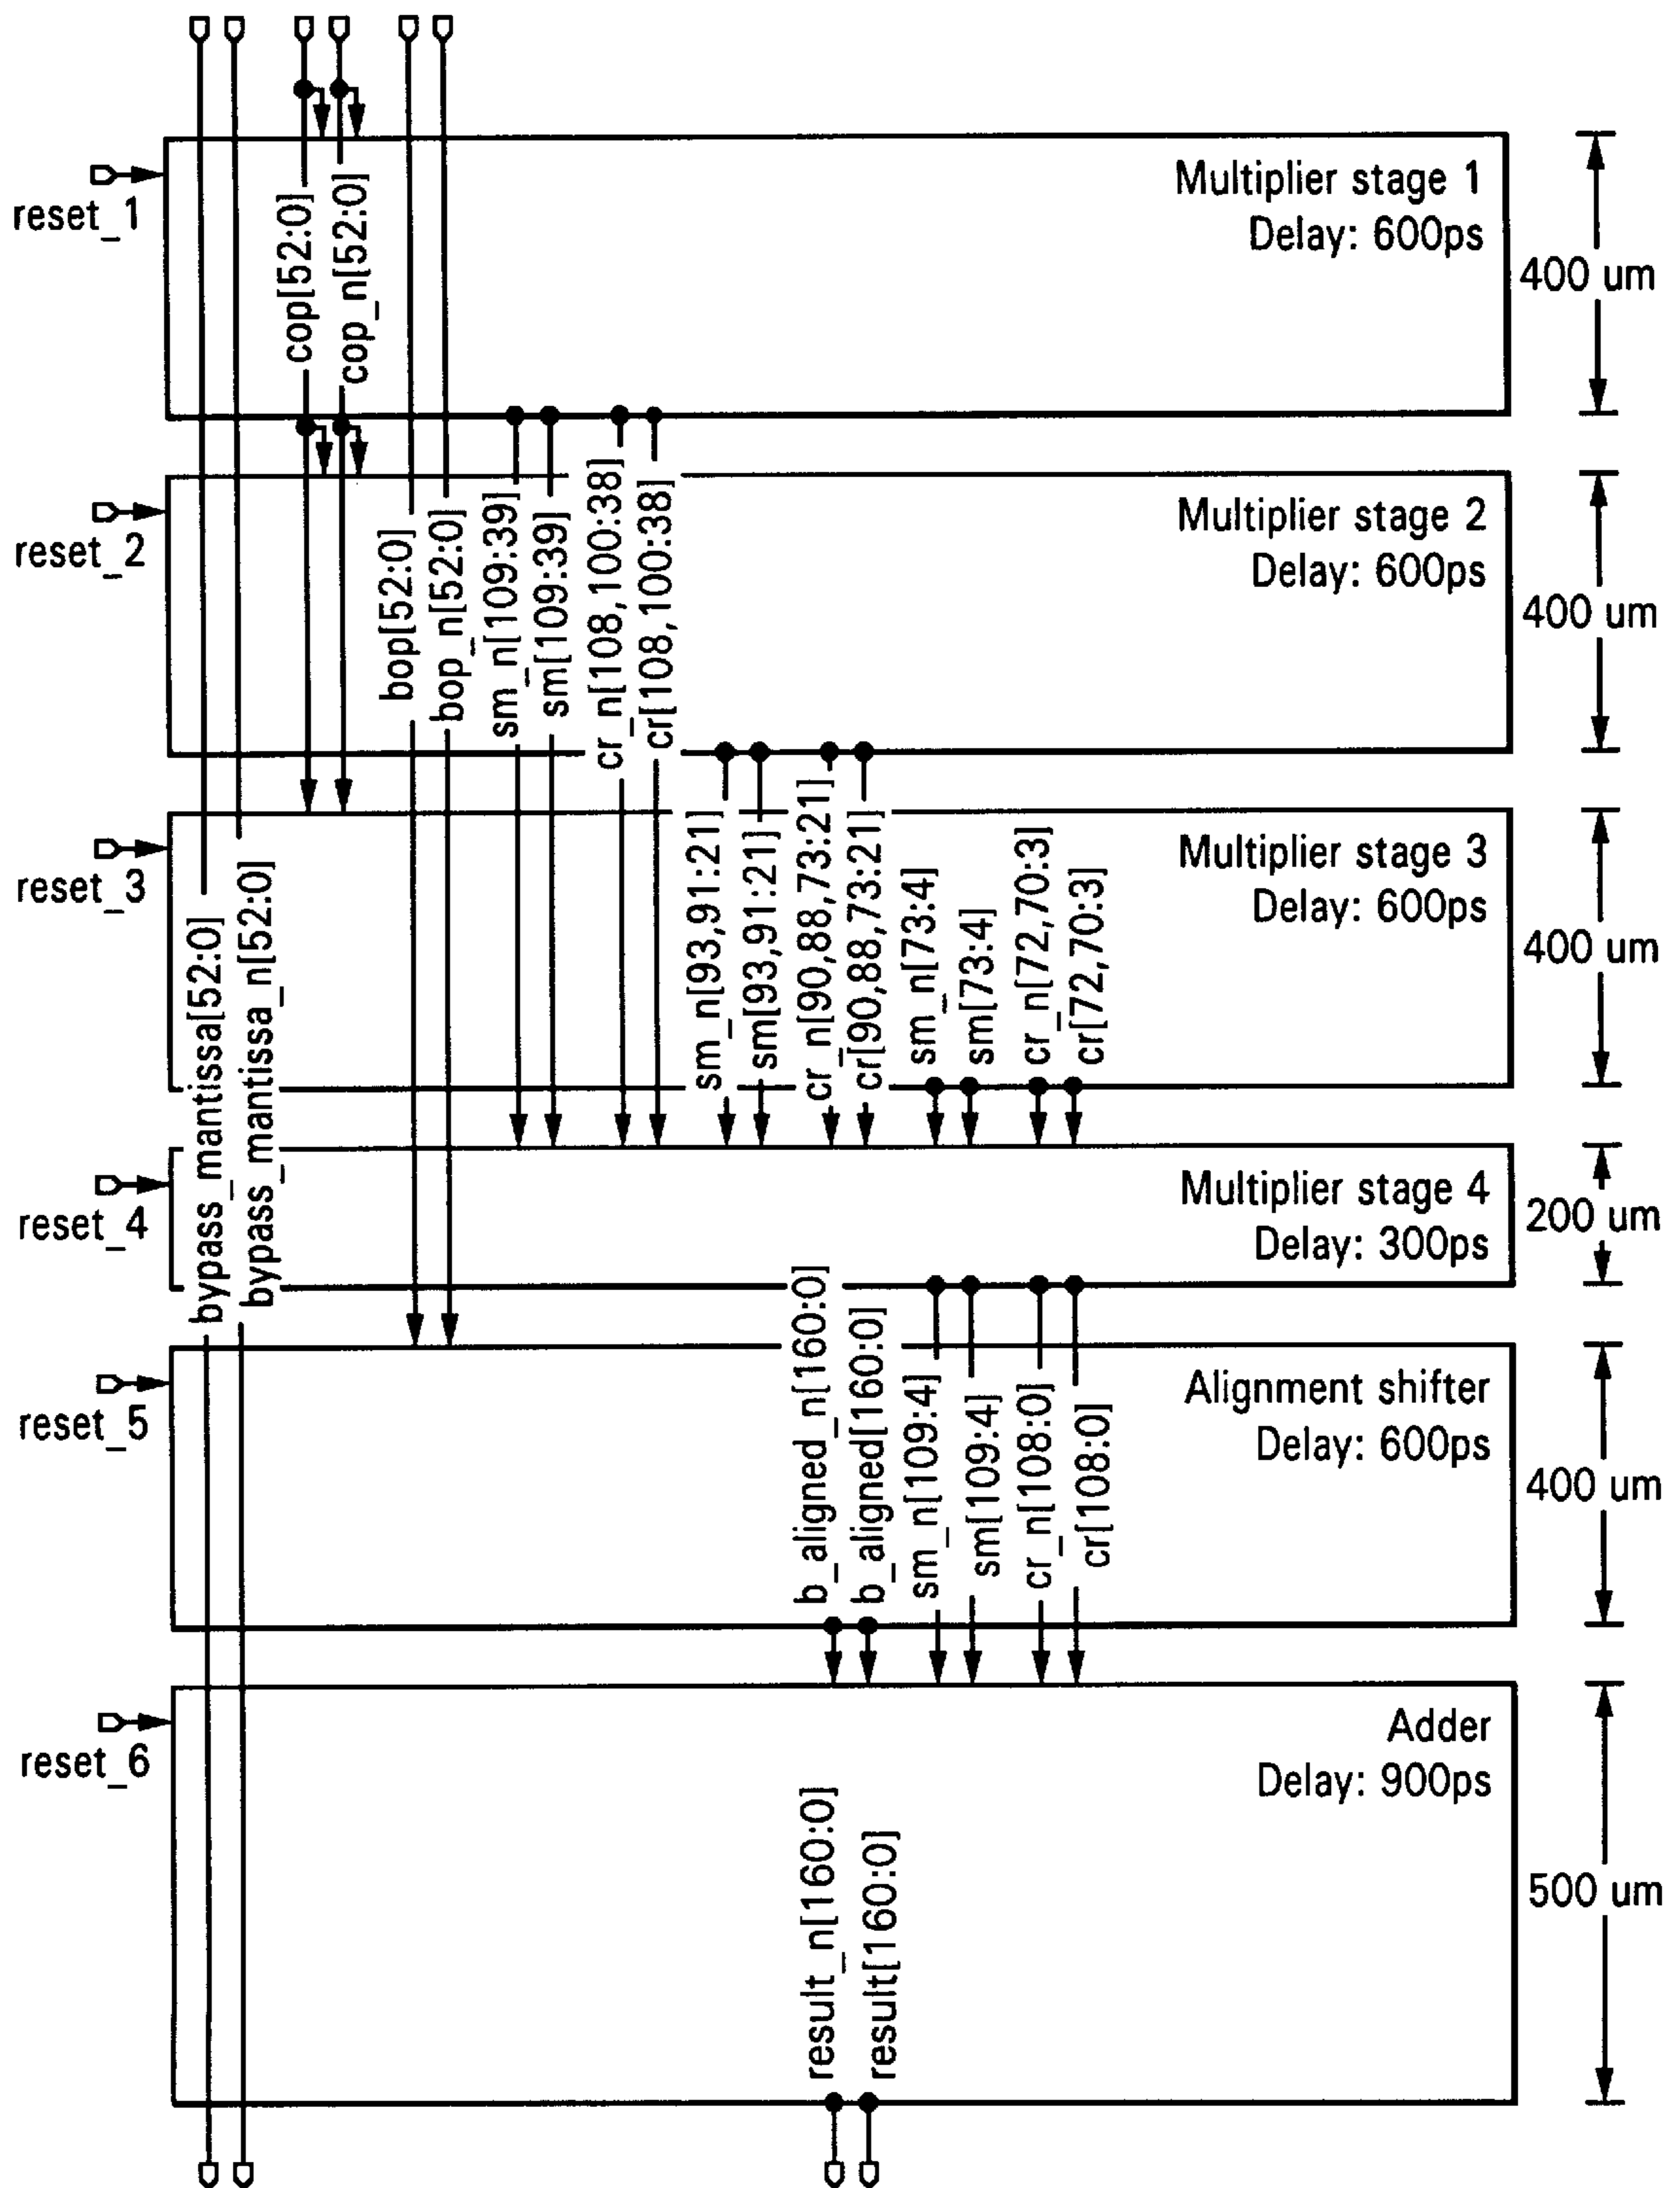 Multiplier stage 1
Delay: 600ps
reset_1
400 um
cop[52:0]
cop_n[52:0]
Multiplier stage 2
Delay: 600ps
reset_2
400 um
bop[52:0]
bop_n[52:0]
sm_n[109:39]
sm[109:39]
cr_n[108,100:38]
cr[108,100:38]
Multiplier stage 3
Delay: 600ps
reset_3
400 um
bypass_mantissa[52:0]
bypass_mantissa_n[52:0]
sm_n[93,91:21]
sm[93,91:21]
cr_n[90,88,73:21]
cr[90,88,73:21]
sm_n[73:4]
sm[73:4]
cr_n[72,70:3]
cr[72,70:3]
Multiplier stage 4
Delay: 300ps
reset_4
200 um
Alignment shifter
Delay: 600ps
reset_5
400 um
b_aligned_n[160:0]
b_aligned[160:0]
sm_n[109:4]
sm[109:4]
cr_n[108:0]
cr[108:0]
Adder
Delay: 900ps
reset_6
500 um
result_n[160:0]
result[160:0]